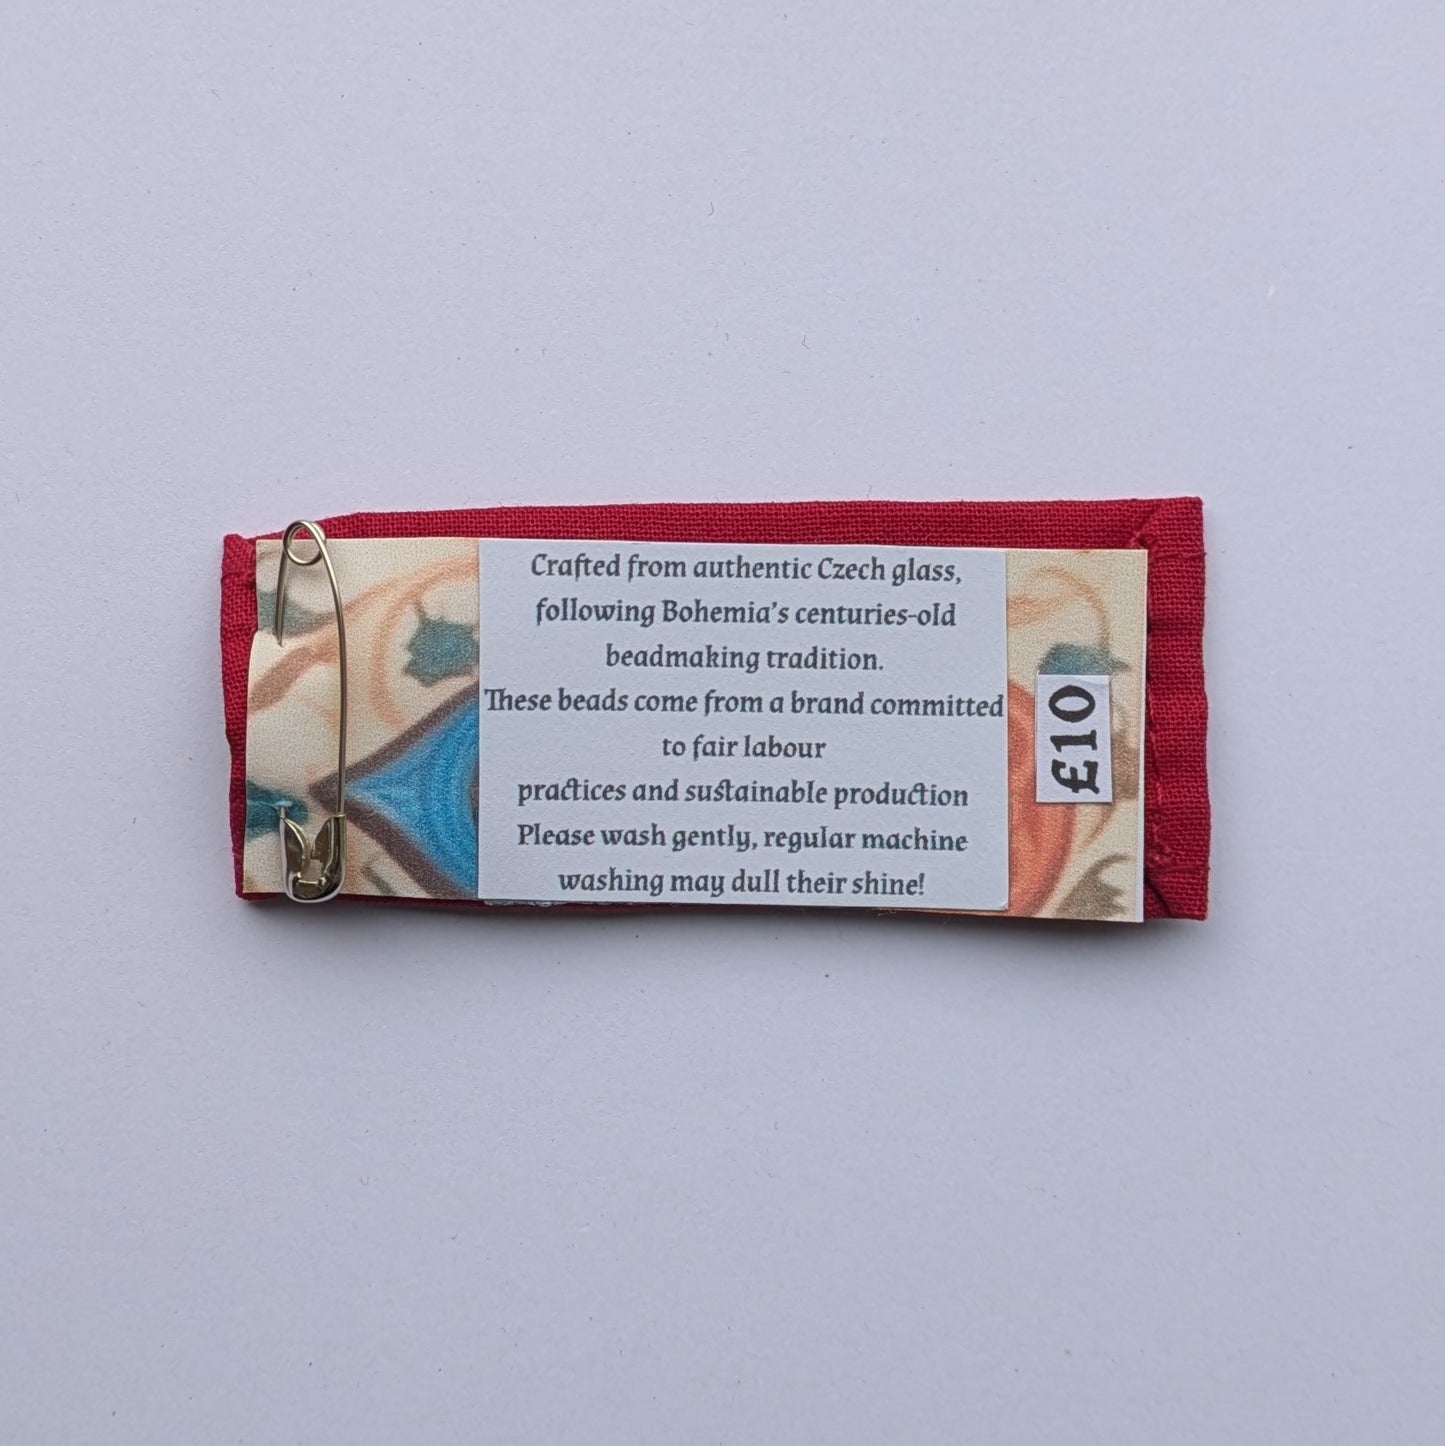 Crafted from authentic Czech glass,
following Bohemia's centuries-old
beadmaking tradition.
These beads come from a brand committed
to fair labour
practices and sustainable production
Please wash gently, regular machine
washing may dull their shine!
£10